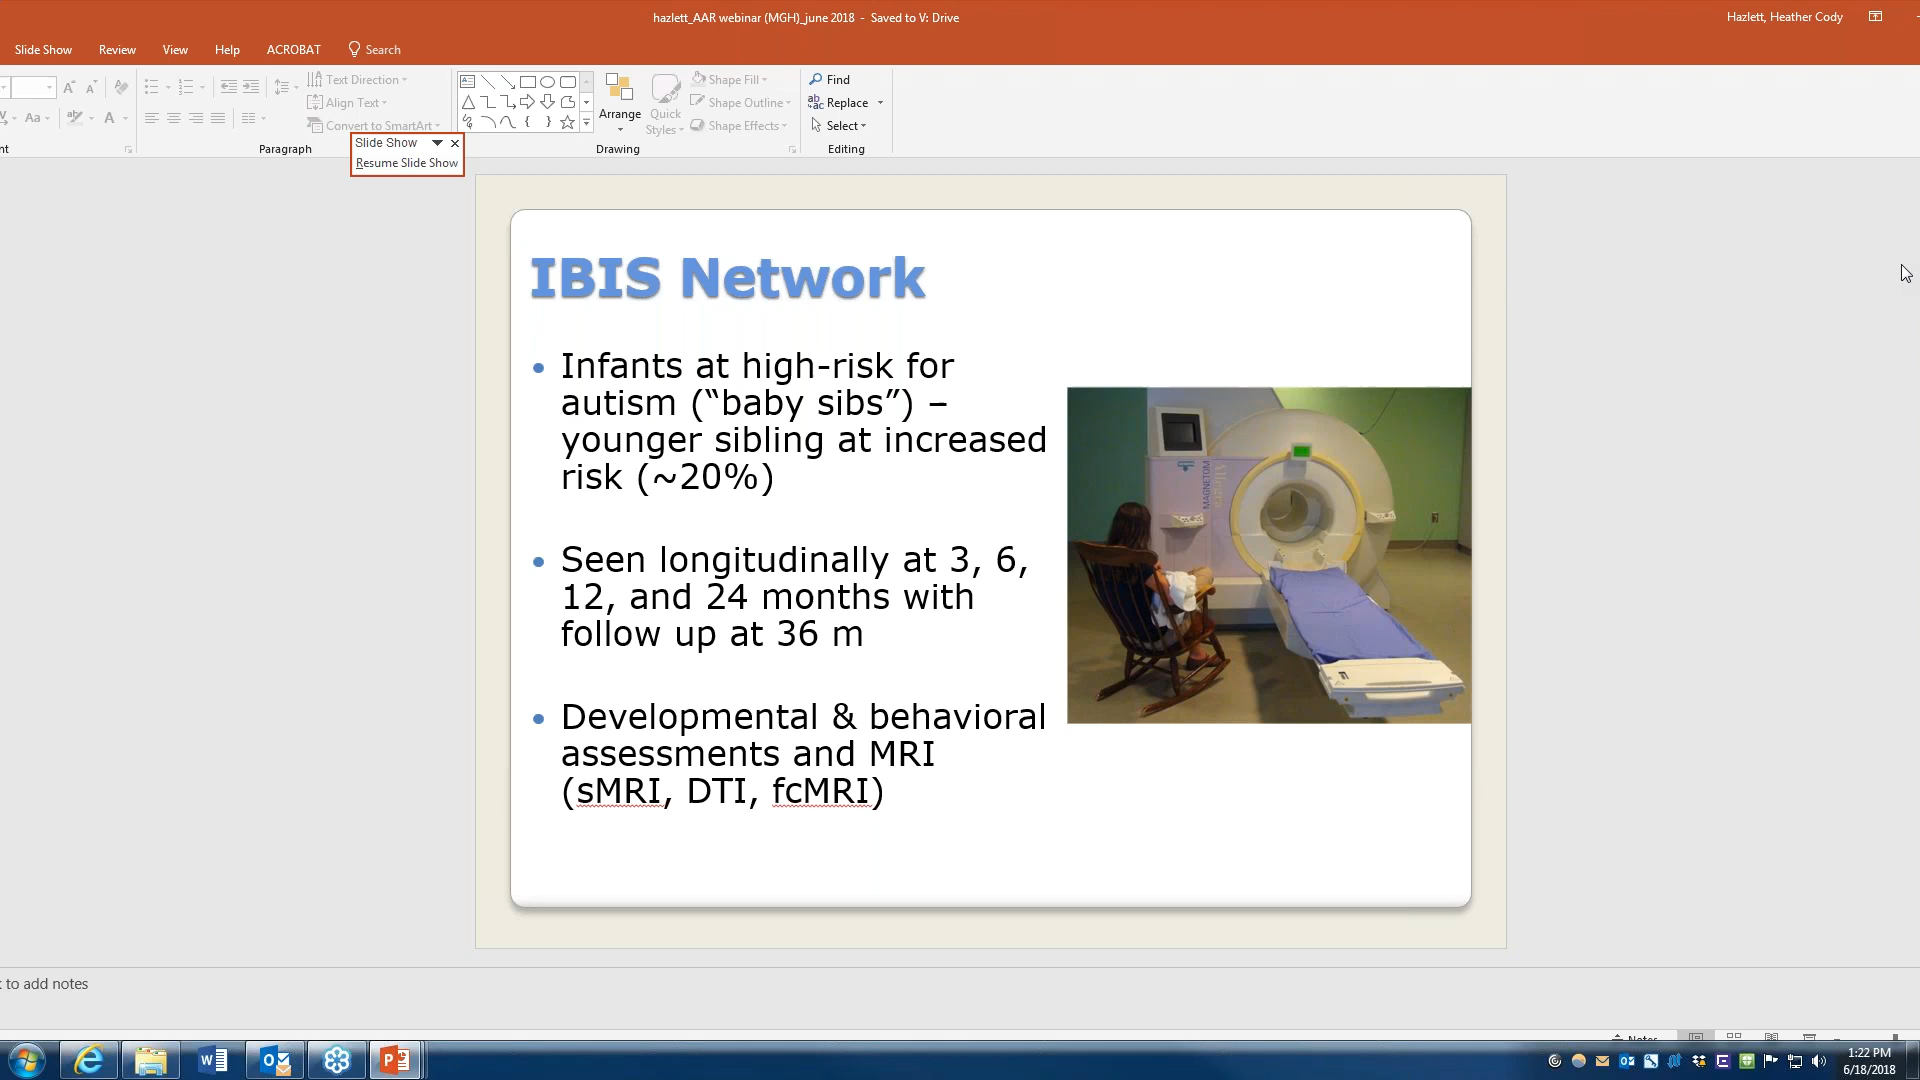 hazlett_AAR webinar (MGH)_june 2018 - Saved to V: Drive
Hazlett, Heather Cody
Slide Show Review View Help ACROBAT Search
Text Direction
Align Text
Convert to SmartArt
Aa
A
Paragraph
Slide Show
Resume Slide Show
Arrange
Quick Styles
Shape Fill
Shape Outline
Shape Effects
Drawing
Find
Replace
Select
Editing
IBIS Network
• Infants at high-risk for
autism (“baby sibs”) –
younger sibling at increased
risk (~20%)
• Seen longitudinally at 3, 6,
12, and 24 months with
follow up at 36 m
• Developmental & behavioral
assessments and MRI
(sMRI, DTI, fcMRI)
MAGNETOM
Allegra
to add notes
Notes
1:22 PM
6/18/2018